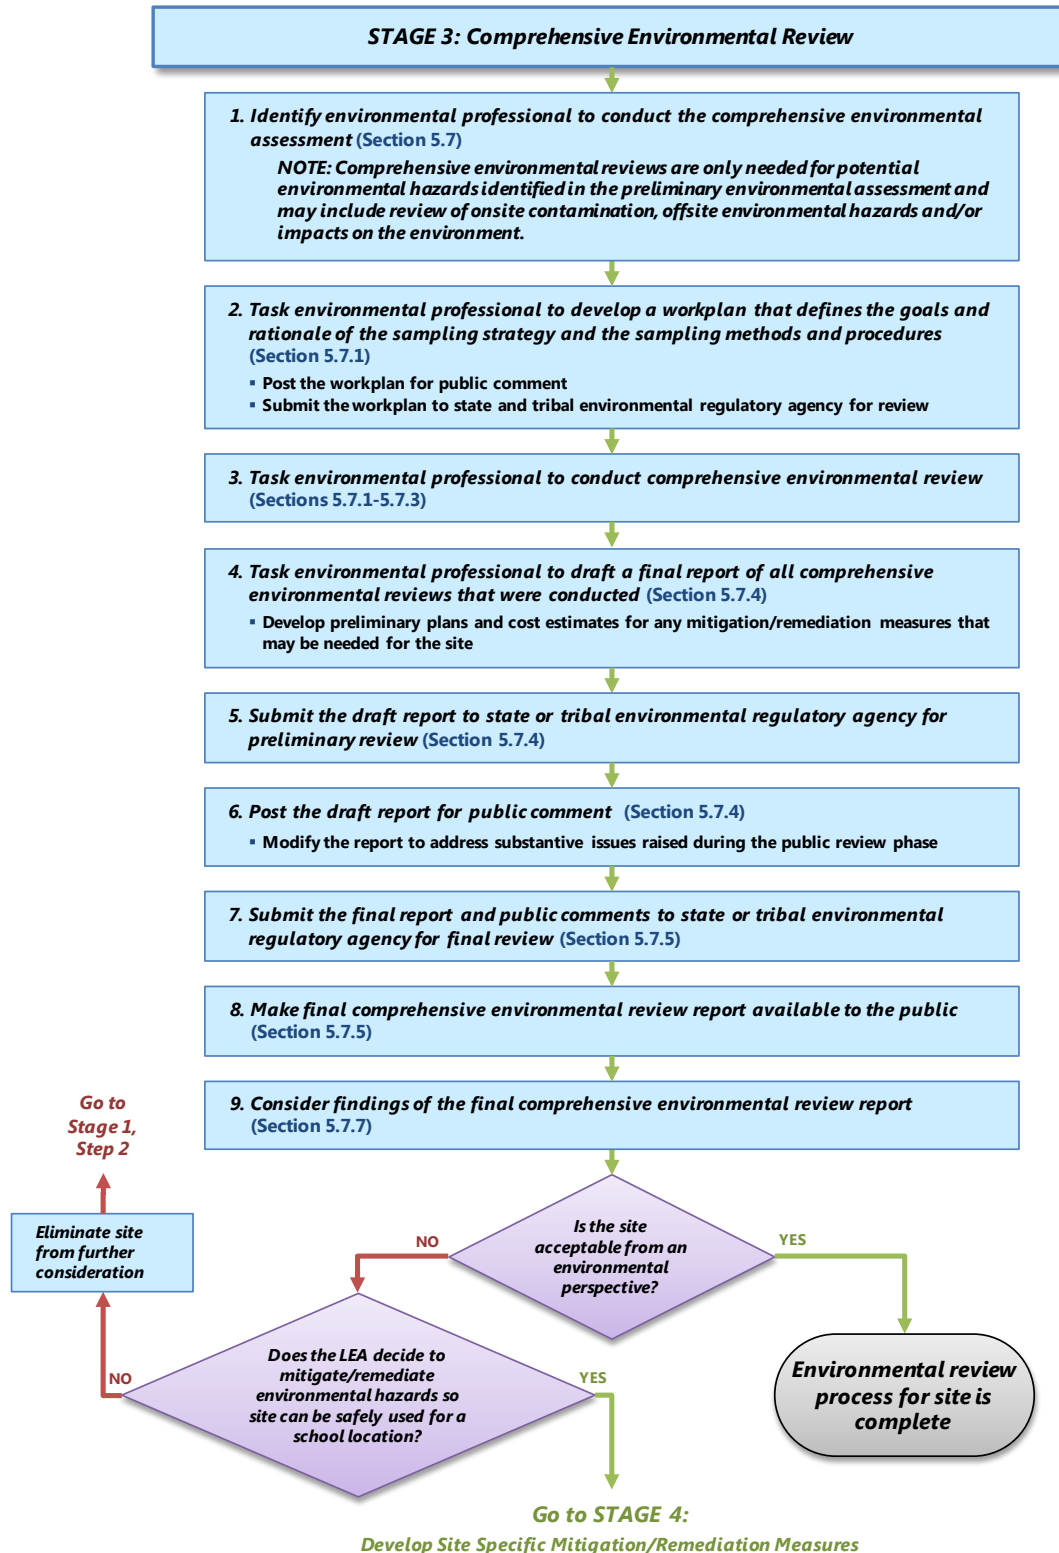 STAGE 3: Comprehensive Environmental Review
1. Identify environmental professional to conduct the comprehensive environmental
assessment (Section 5.7)
NOTE: Comprehensive environmental reviews are only needed for potential
environmental hazards identified in the preliminary environmental assessment and
may include review of onsite contamination, offsite environmental hazards and/or
impacts on the environment.
2. Task environmental professional to develop a workplan that defines the goals and
rationale of the sampling strategy and the sampling methods and procedures
(Section 5.7.1)
▪ Post the workplan for public comment
▪ Submit the workplan to state and tribal environmental regulatory agency for review
3. Task environmental professional to conduct comprehensive environmental review
(Sections 5.7.1-5.7.3)
4. Task environmental professional to draft a final report of all comprehensive
environmental reviews that were conducted (Section 5.7.4)
▪ Develop preliminary plans and cost estimates for any mitigation/remediation measures that
may be needed for the site
5. Submit the draft report to state or tribal environmental regulatory agency for
preliminary review (Section 5.7.4)
6. Post the draft report for public comment (Section 5.7.4)
▪ Modify the report to address substantive issues raised during the public review phase
7. Submit the final report and public comments to state or tribal environmental
regulatory agency for final review (Section 5.7.5)
8. Make final comprehensive environmental review report available to the public
(Section 5.7.5)
9. Consider findings of the final comprehensive environmental review report
(Section 5.7.7)
Go to
Stage 1,
Step 2
Eliminate site
from further
consideration
NO
Is the site
acceptable from an
environmental
perspective?
YES
NO
Does the LEA decide to
mitigate/remediate
environmental hazards so
site can be safely used for a
school location?
YES
Environmental review
process for site is
complete
Go to STAGE 4:
Develop Site Specific Mitigation/Remediation Measures